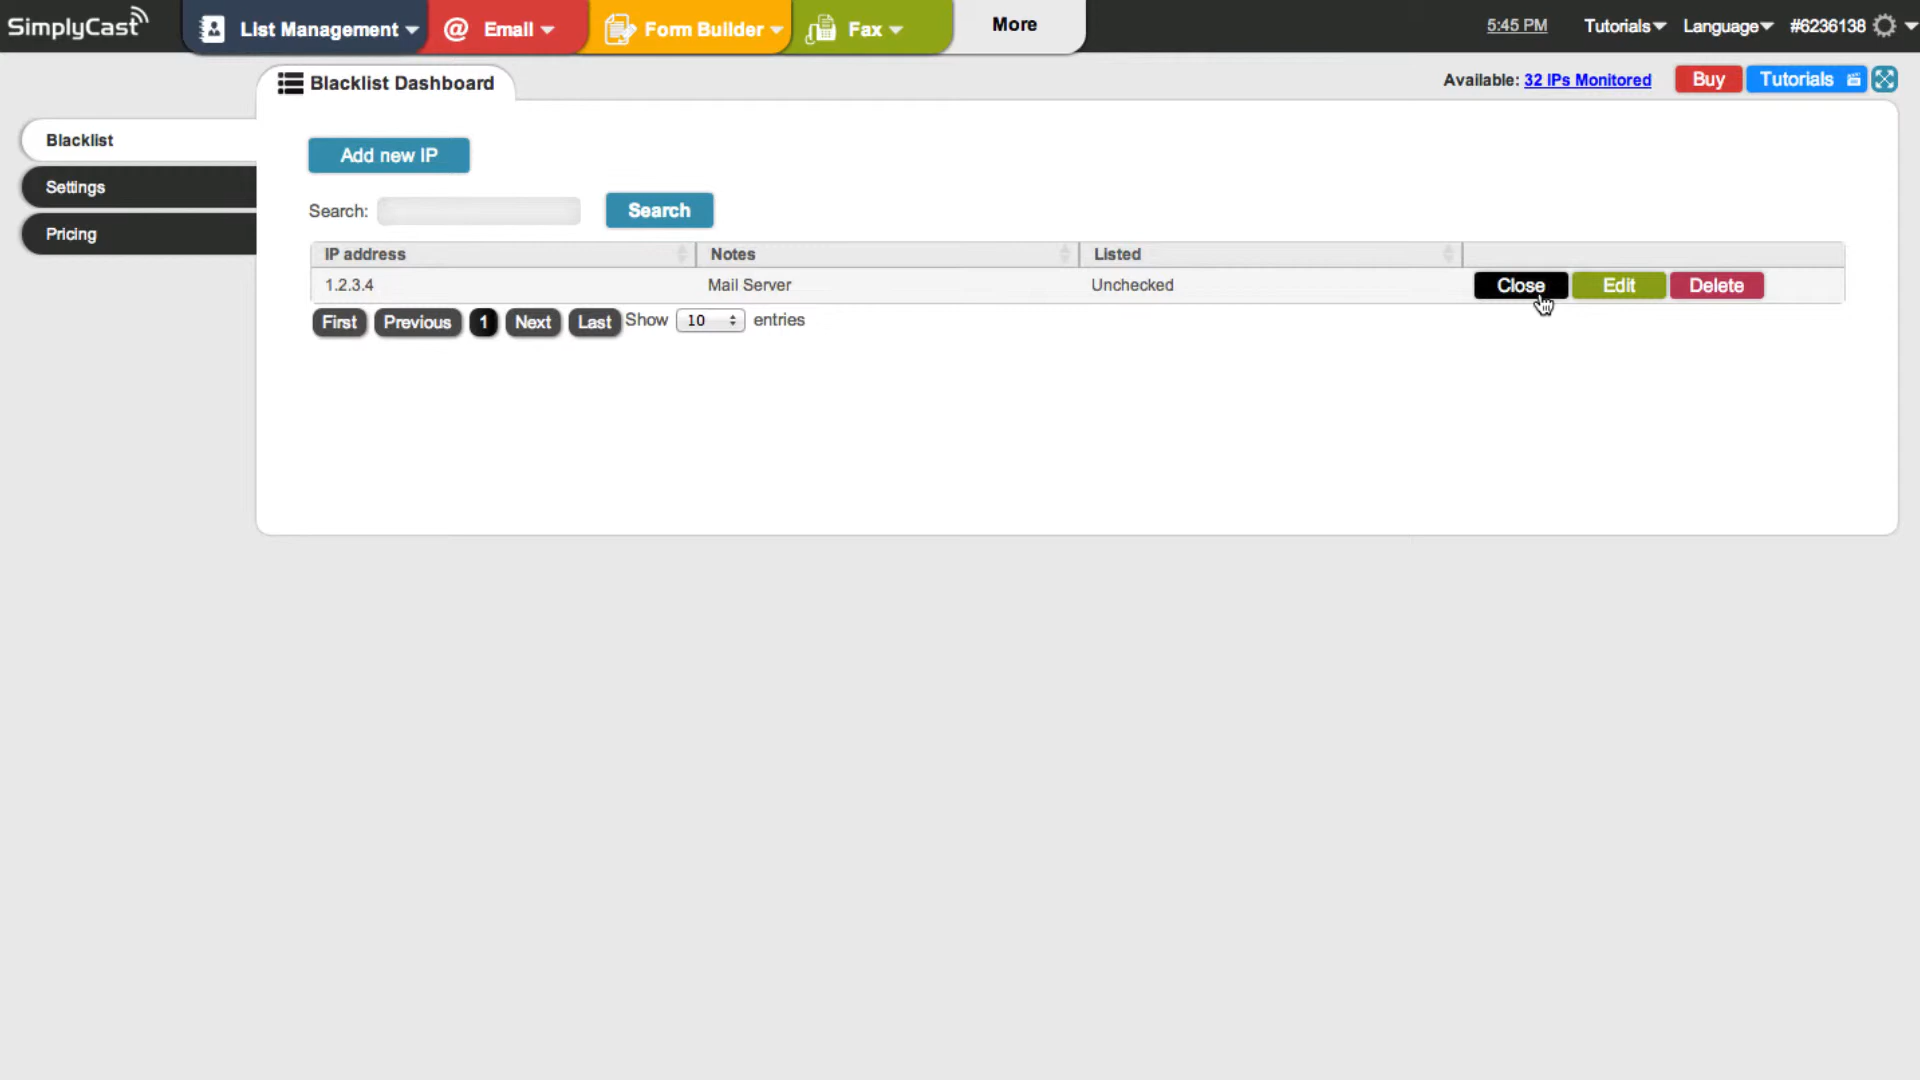 SimplyCast
List Management
Email
Form Builder
Fax
More
5:45 PM
Tutorials
Language
#6236138
Blacklist Dashboard
Available: 32 IPs Monitored
Buy
Tutorials
Blacklist
Settings
Pricing
Add new IP
Search:
Search
IP address
Notes
Listed
1.2.3.4
Mail Server
Unchecked
Close
Edit
Delete
First
Previous
1
Next
Last
Show
10
entries